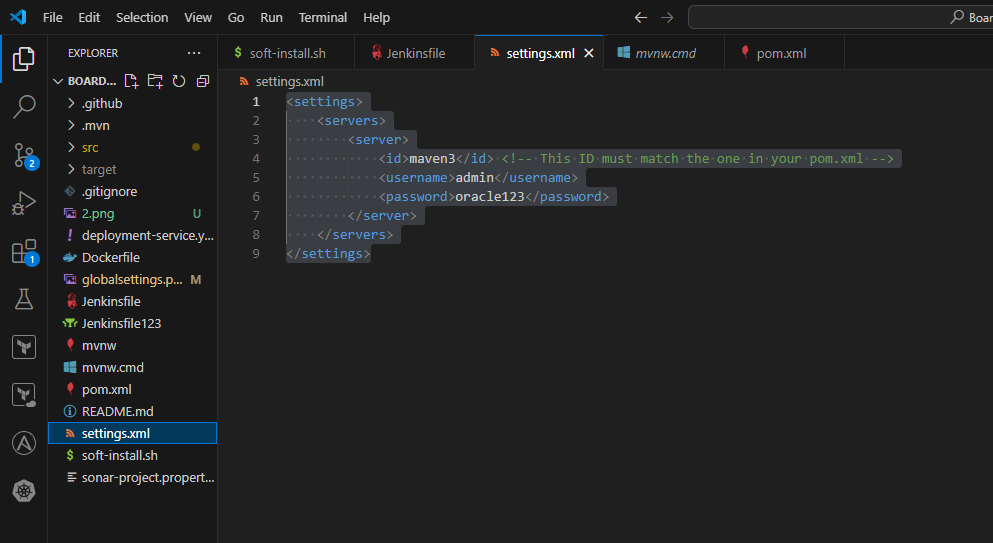 File Edit Selection View Go Run Terminal Help
Boar
EXPLORER
soft-install.sh Jenkinsfile settings.xml mvnw.cmd pom.xml
BOARD...
settings.xml
.github
.mvn
src
target
.gitignore
2.png U
deployment-service.y...
Dockerfile
globalsettings.p... M
Jenkinsfile
Jenkinsfile123
mvnw
mvnw.cmd
pom.xml
README.md
settings.xml
soft-install.sh
sonar-project.propert...
2
1
1 <settings>
2 <servers>
3 <server>
4 <id>maven3</id> <!-- This ID must match the one in your pom.xml -->
5 <username>admin</username>
6 <password>oracle123</password>
7 </server>
8 </servers>
9 </settings>